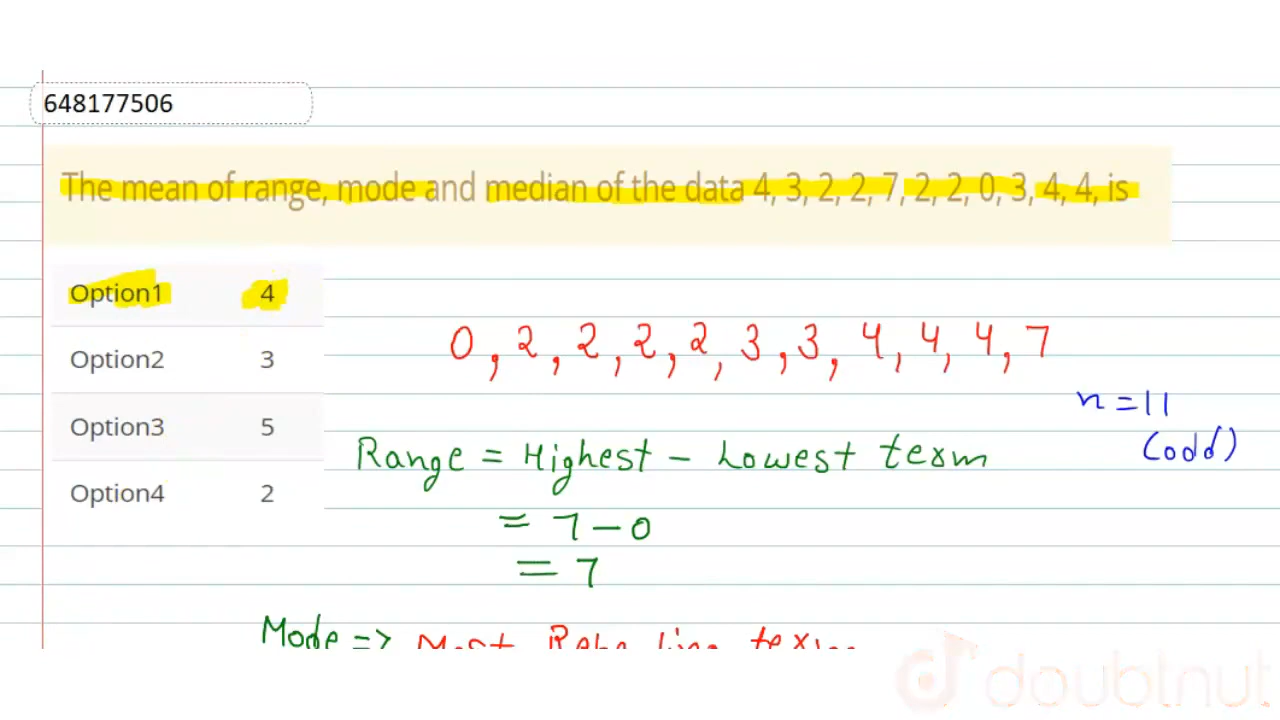 648177506
The mean of range, mode and median of the data 4, 3, 2, 2, 7, 2, 2, 0, 3, 4, 4, is
Option1 4
Option2 3
Option3 5
Option4 2
0, 2, 2, 2, 2, 3, 3, 4, 4, 4, 7
n = 11
(odd)
Range = Highest - Lowest term
= 7 - 0
= 7
Mode => Most
doubtnut